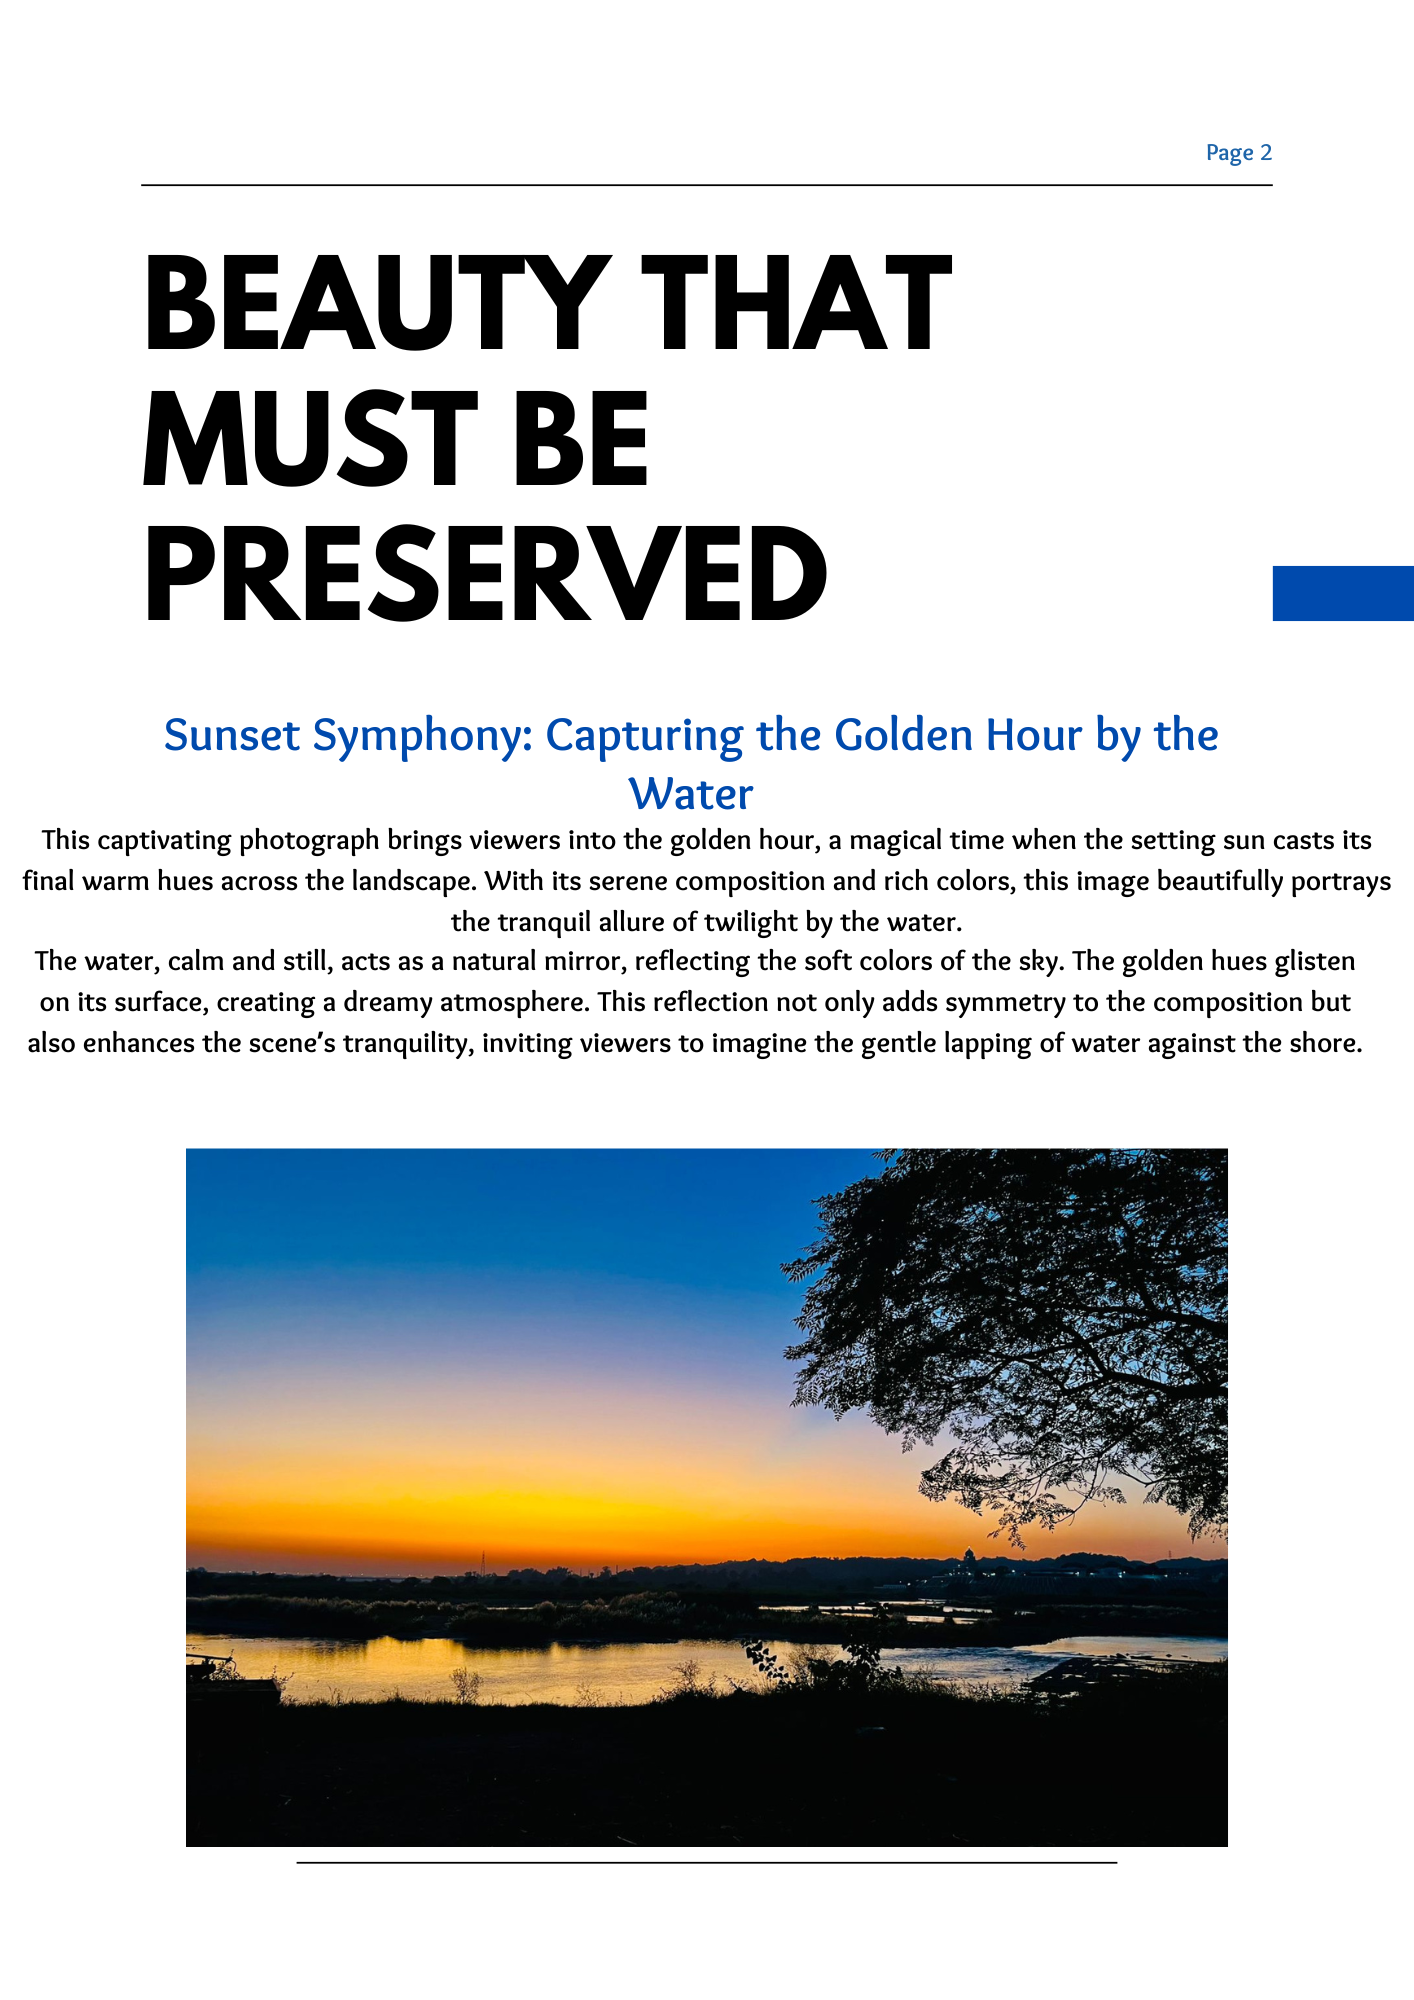 Page 2
BEAUTY THAT
MUST BE
PRESERVED
Sunset Symphony: Capturing the Golden Hour by the
Water
This captivating photograph brings viewers into the golden hour, a magical time when the setting sun casts its
final warm hues across the landscape. With its serene composition and rich colors, this image beautifully portrays
the tranquil allure of twilight by the water.
The water, calm and still, acts as a natural mirror, reflecting the soft colors of the sky. The golden hues glisten
on its surface, creating a dreamy atmosphere. This reflection not only adds symmetry to the composition but
also enhances the scene's tranquility, inviting viewers to imagine the gentle lapping of water against the shore.